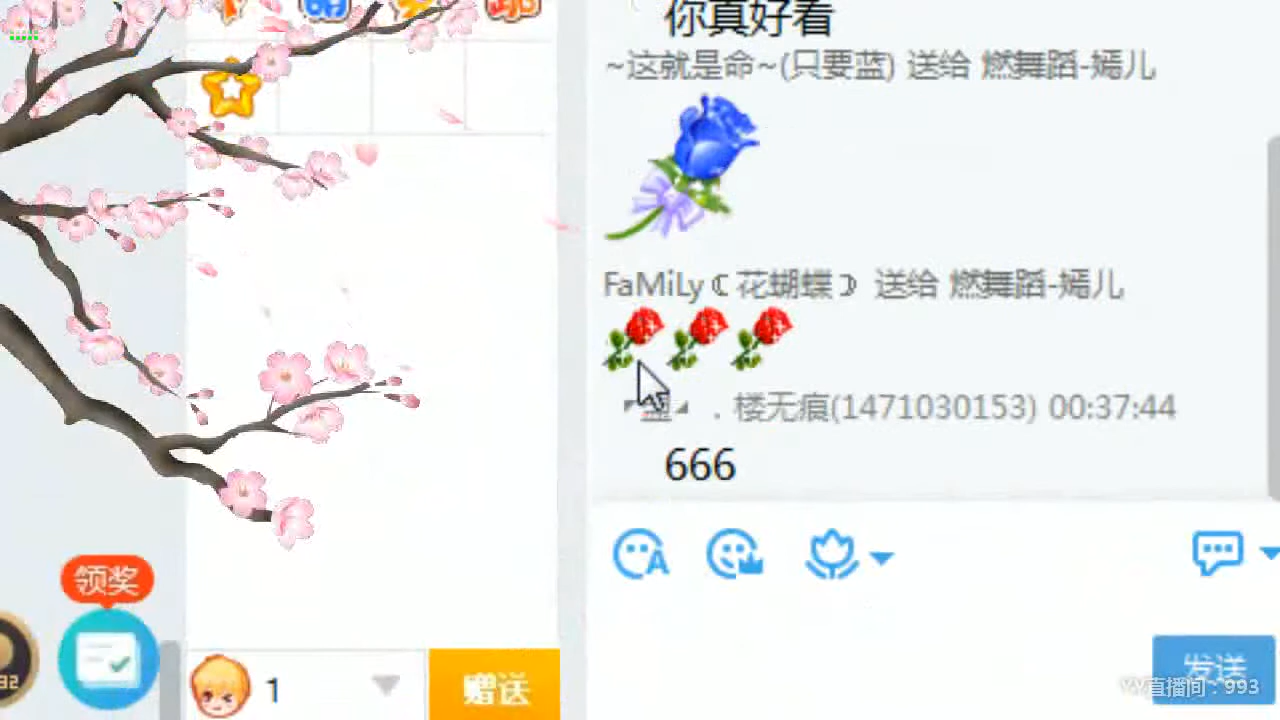 你真好看
~这就是命~(只要蓝) 送给 燃舞蹈-嫣儿
FaMiLy☾花蝴蝶☽ 送给 燃舞蹈-嫣儿
. 楼无痕(1471030153) 00:37:44
666
领奖
32
1
赠送
发送
YY直播间 : 993